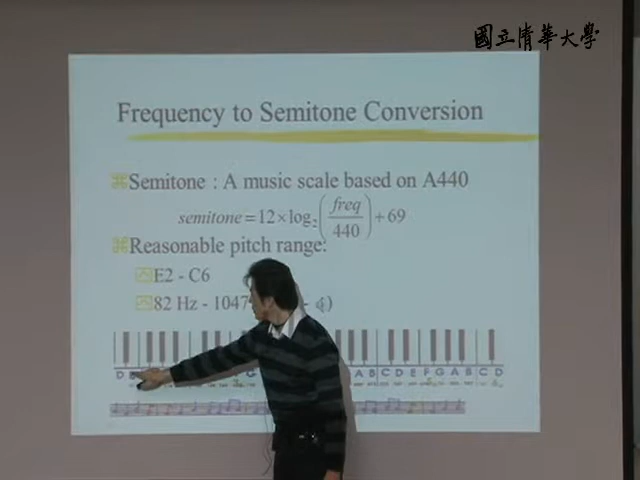 國立清華大學
Frequency to Semitone Conversion
Semitone : A music scale based on A440
semitone = 12 × log₂ (freq / 440) + 69
Reasonable pitch range:
E2 - C6
82 Hz - 1047
A B C D E F G A B C D